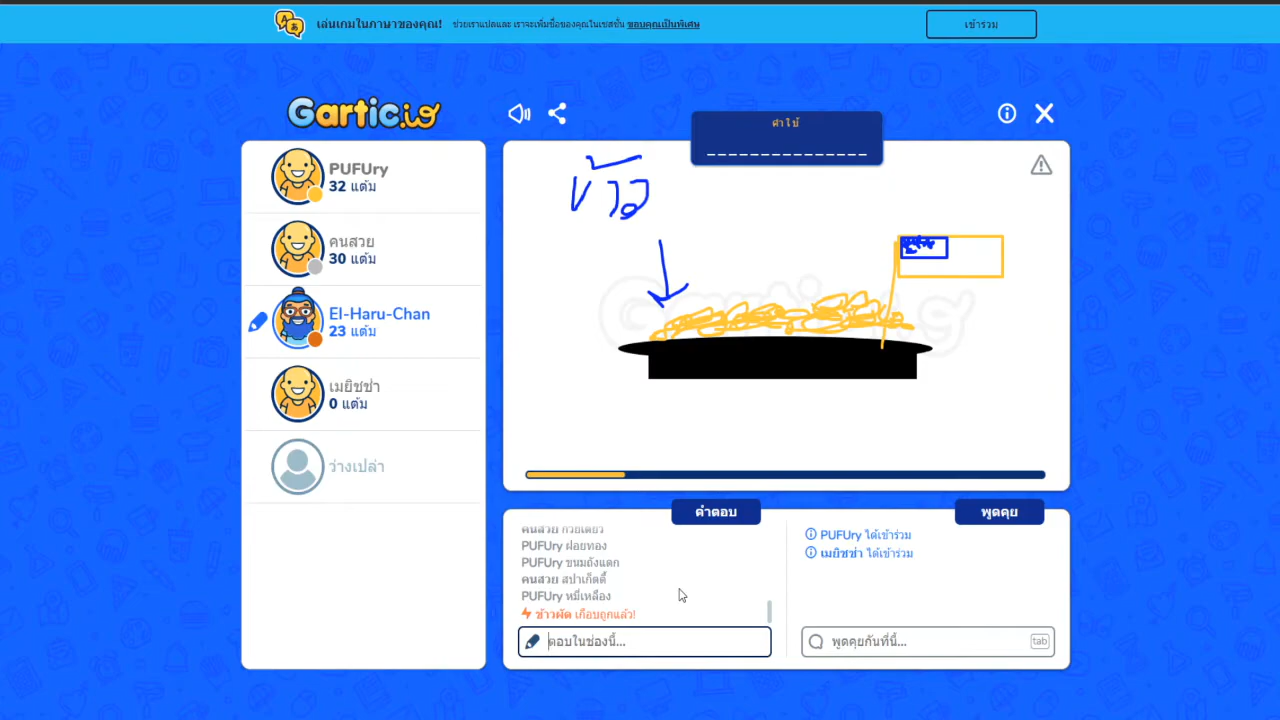 เล่นเกมในภาษาของคุณ! ช่วยเราแปลและ เราจะเพิ่มชื่อของคุณในเซสชั่น ขอบคุณเป็นพิเศษ
เข้าร่วม
Gartic.io
คำใบ้
PUFUry
32 แต้ม
คนสวย
30 แต้ม
El-Haru-Chan
23 แต้ม
เมยิชช่า
0 แต้ม
ว่างเปล่า
Gartic.io
คำตอบ
คนสวย ก๋วยเตี๋ยว
PUFUry ฝอยทอง
PUFUry ขนมถังแตก
คนสวย สปาเก็ตตี้
PUFUry หมี่เหลือง
ข้าวผัด เกือบถูกแล้ว!
ตอบในช่องนี้...
พูดคุย
PUFUry ได้เข้าร่วม
เมยิชช่า ได้เข้าร่วม
พูดคุยกันที่นี้...
tab